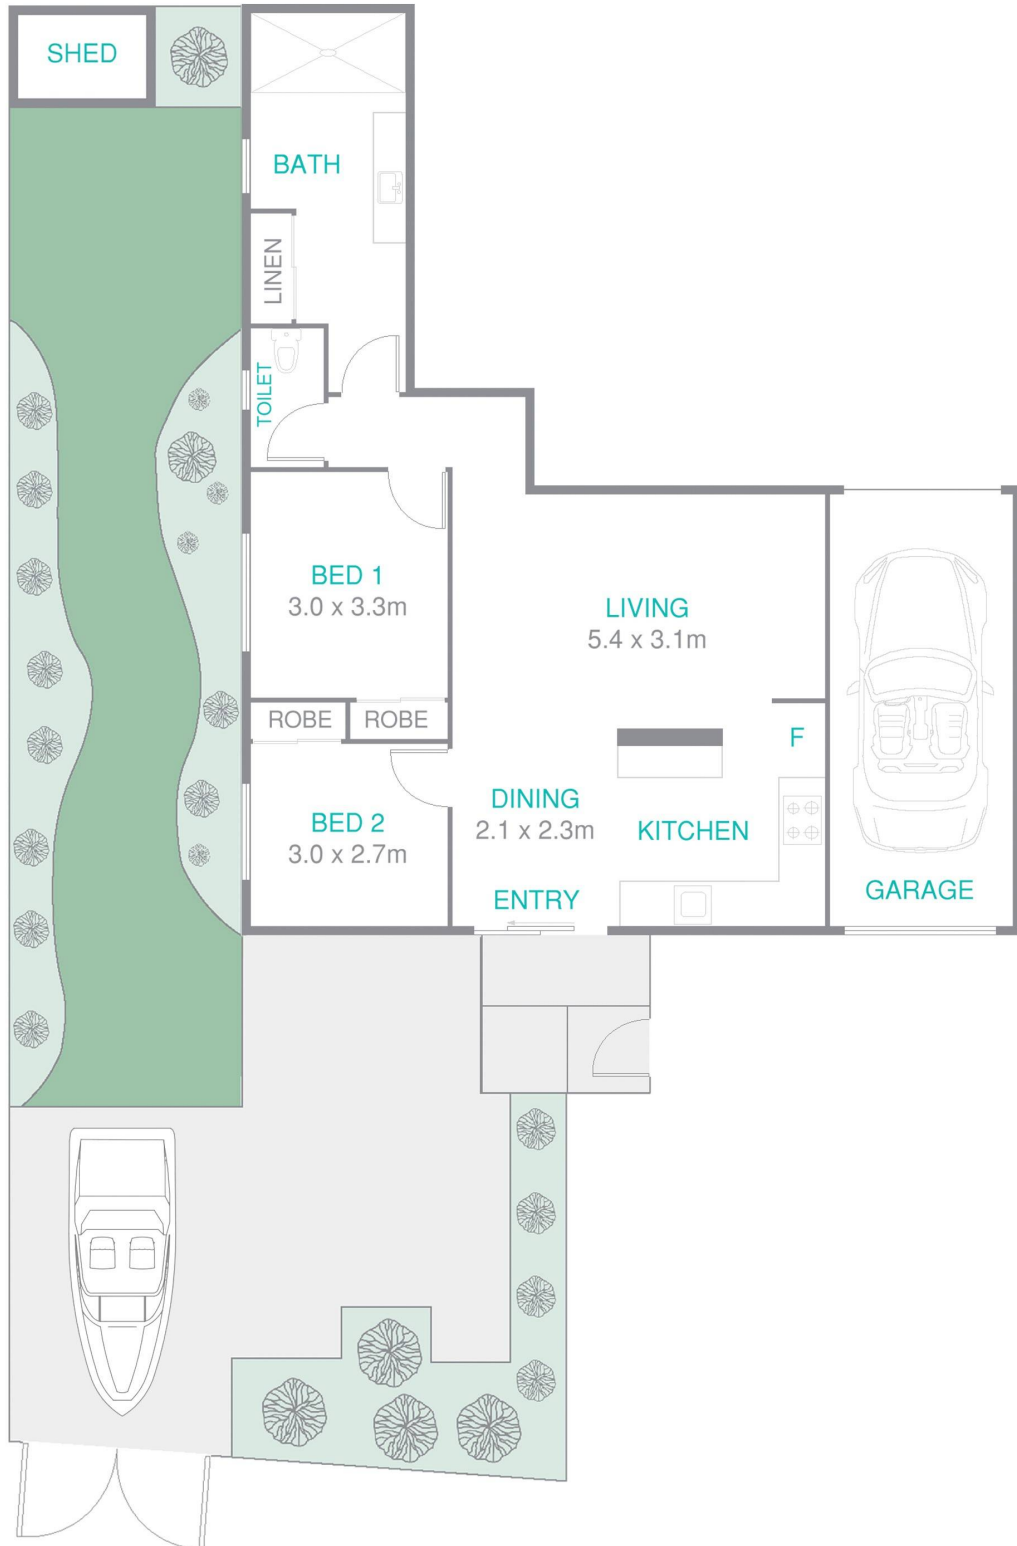 SHED
BATH
LINEN
TOILET
BED 1
3.0 x 3.3m
LIVING
5.4 x 3.1m
ROBE
ROBE
F
BED 2
3.0 x 2.7m
DINING
2.1 x 2.3m
KITCHEN
ENTRY
GARAGE